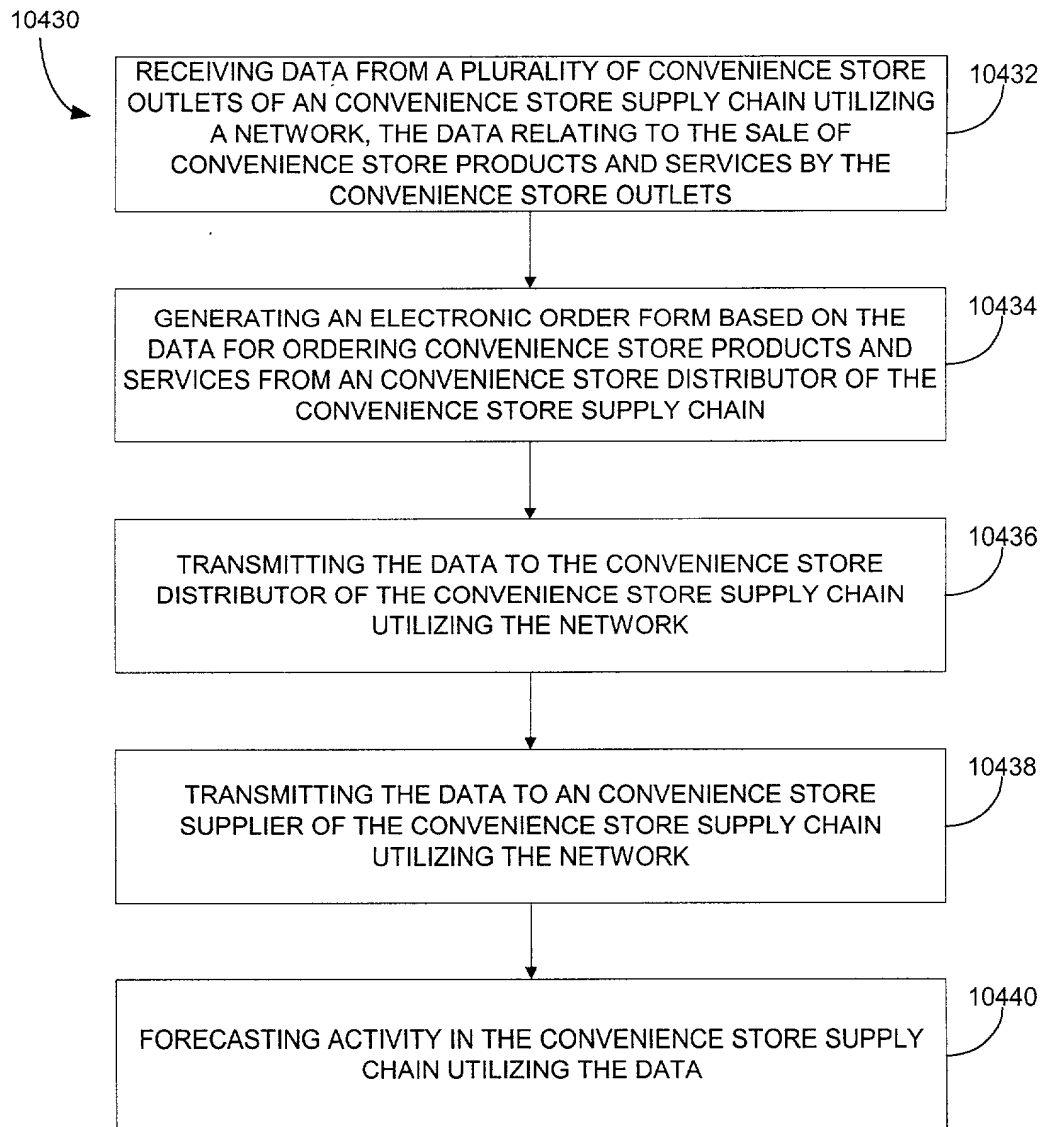 10430
RECEIVING DATA FROM A PLURALITY OF CONVENIENCE STORE
OUTLETS OF AN CONVENIENCE STORE SUPPLY CHAIN UTILIZING
A NETWORK, THE DATA RELATING TO THE SALE OF
CONVENIENCE STORE PRODUCTS AND SERVICES BY THE
CONVENIENCE STORE OUTLETS
10432
GENERATING AN ELECTRONIC ORDER FORM BASED ON THE
DATA FOR ORDERING CONVENIENCE STORE PRODUCTS AND
SERVICES FROM AN CONVENIENCE STORE DISTRIBUTOR OF THE
CONVENIENCE STORE SUPPLY CHAIN
10434
TRANSMITTING THE DATA TO THE CONVENIENCE STORE
DISTRIBUTOR OF THE CONVENIENCE STORE SUPPLY CHAIN
UTILIZING THE NETWORK
10436
TRANSMITTING THE DATA TO AN CONVENIENCE STORE
SUPPLIER OF THE CONVENIENCE STORE SUPPLY CHAIN
UTILIZING THE NETWORK
10438
FORECASTING ACTIVITY IN THE CONVENIENCE STORE SUPPLY
CHAIN UTILIZING THE DATA
10440